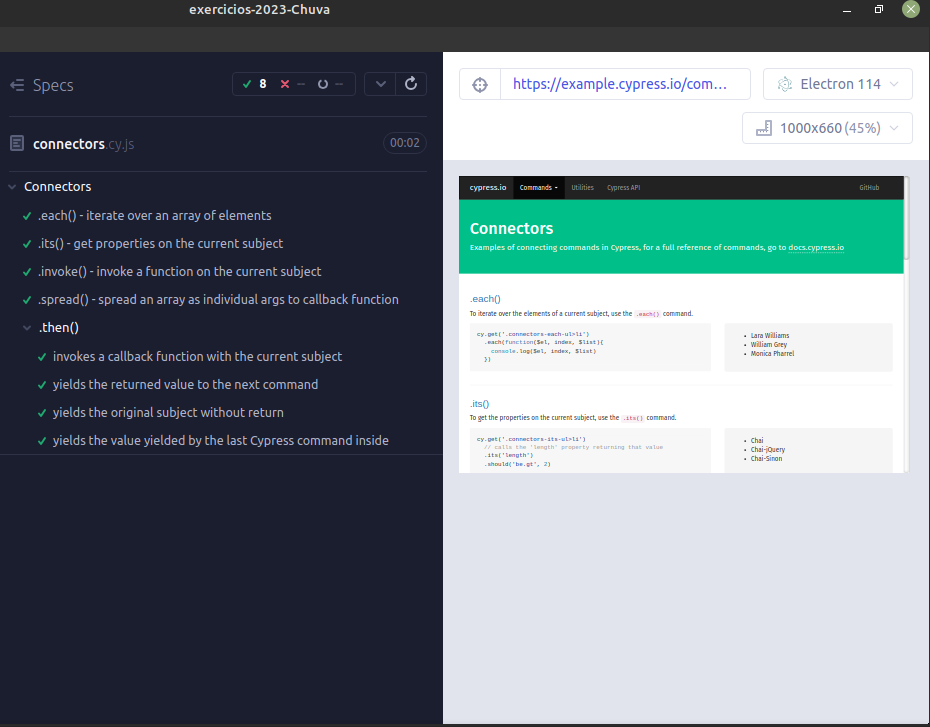 exercicios-2023-Chuva
Specs
8 -- --
connectors.cy.js
00:02
Connectors
.each() - iterate over an array of elements
.its() - get properties on the current subject
.invoke() - invoke a function on the current subject
.spread() - spread an array as individual args to callback function
.then()
invokes a callback function with the current subject
yields the returned value to the next command
yields the original subject without return
yields the value yielded by the last Cypress command inside
https://example.cypress.io/com...
Electron 114
1000x660 (45%)
cypress.io Commands Utilities Cypress API GitHub
Connectors
Examples of connecting commands in Cypress, for a full reference of commands, go to docs.cypress.io
.each()
To iterate over the elements of a current subject, use the .each() command.
cy.get('.connectors-each-ul>li')
.each(function($el, index, $list){
console.log($el, index, $list)
})
Lara Williams
William Grey
Monica Pharrel
.its()
To get the properties on the current subject, use the .its() command.
cy.get('.connectors-its-ul>li')
// calls the 'length' property returning that value
.its('length')
.should('be.gt', 2)
Chai
Chai-jQuery
Chai-Sinon